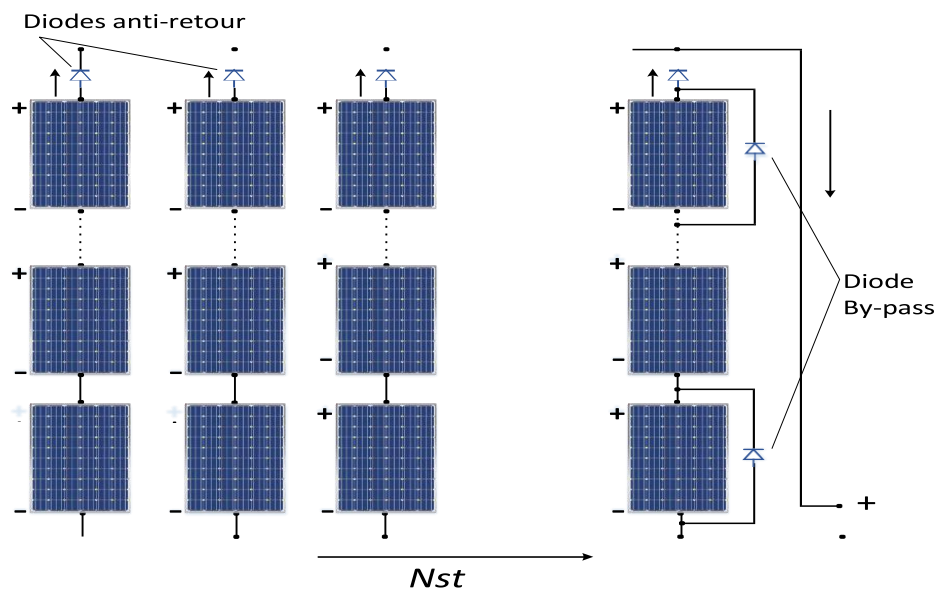 Diodes anti-retour
+ + + +
− − − −
+ + + +
− − − −
Diode
By-pass
+ + + +
- -
− − − −
+
Nst